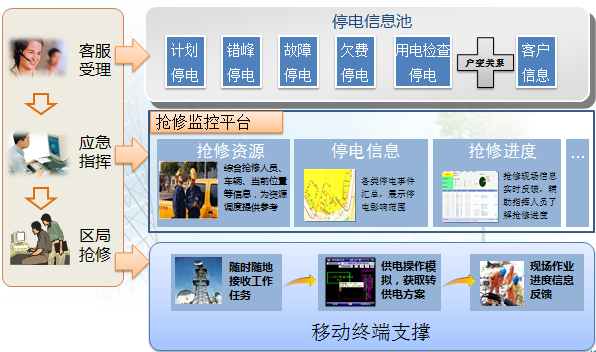 客服
受理
应急
指挥
区局
抢修
停电信息池
计划
停电
错峰
停电
故障
停电
欠费
停电
用电检查
停电
户变关系
客户
信息
抢修监控平台
抢修资源
综合抢修人员、
车辆、当前位置
等信息，为资源
调度提供参考
停电信息
各类停电事件
汇总，展示停
电影响范围
抢修进度
抢修现场信息
实时反馈，辅
助指挥人员了
解抢修进度
...
随时随地
接收工作
任务
供电操作模
拟，获取转
供电方案
现场作业
进度信息
反馈
移动终端支撑